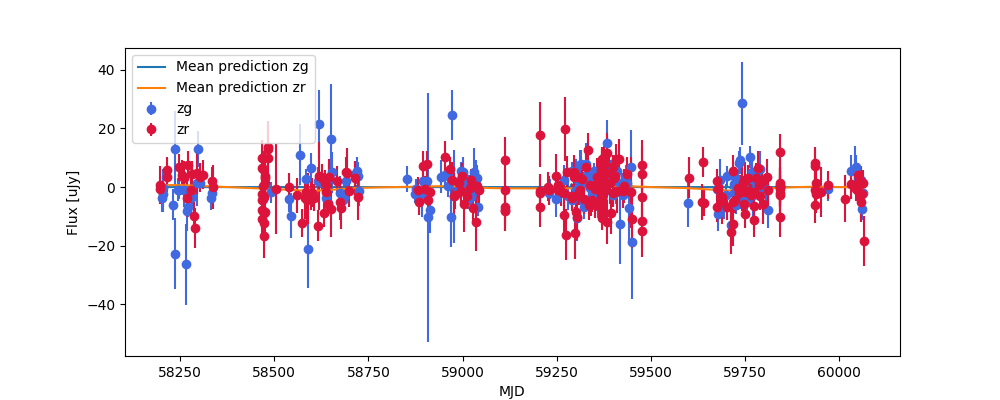 Mean prediction zg
Mean prediction zr
zg
zr
Flux [uJy]
40
20
0
−20
−40
58250
58500
58750
59000
59250
59500
59750
60000
MJD